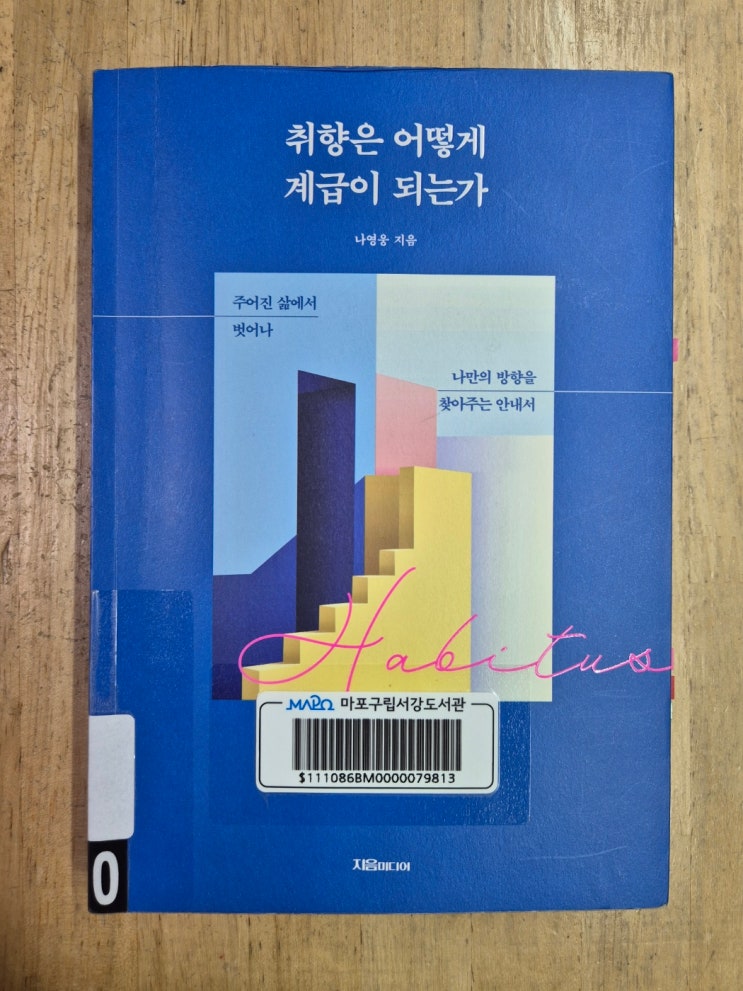 취향은 어떻게
계급이 되는가
나영웅 지음
주어진 삶에서
벗어나
나만의 방향을
찾아주는 안내서
Habitus
MAPO 마포구립서강도서관
$111086BM0000079813
0
지음미디어